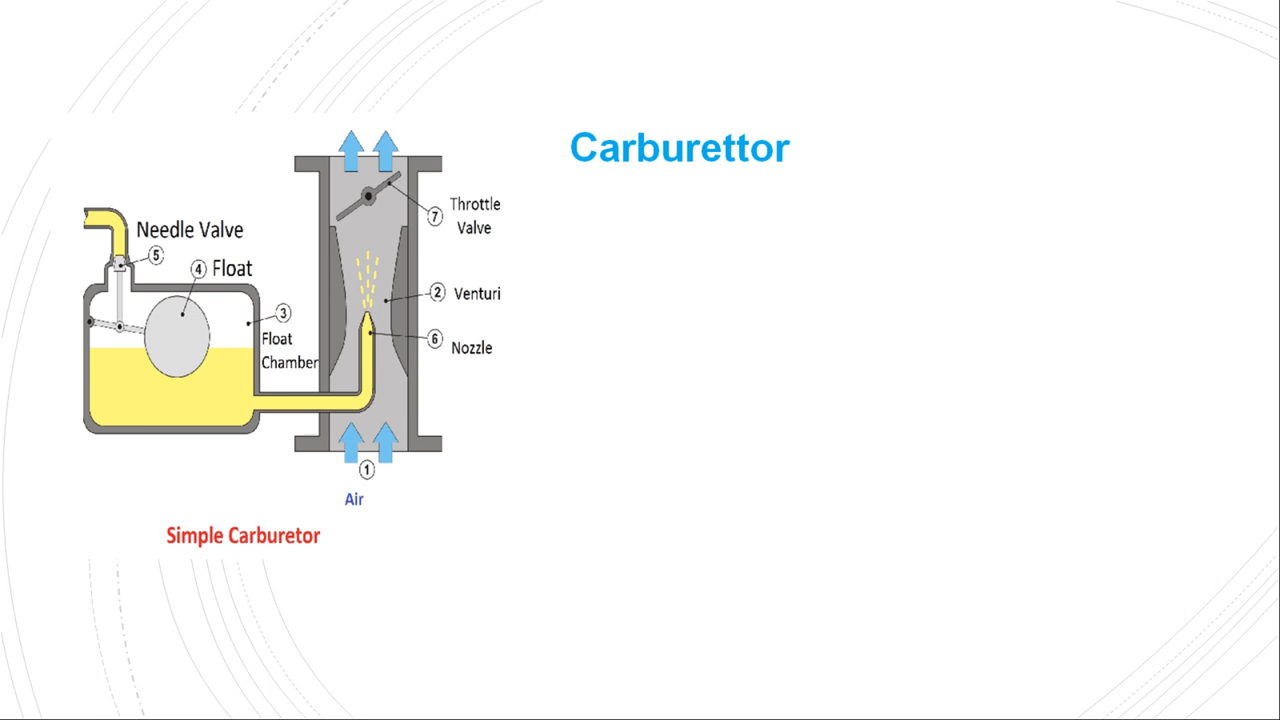 Carburettor
Throttle
Valve
7
Needle Valve
5
4 Float
3
Float
Chamber
2 Venturi
6 Nozzle
1
Air
Simple Carburetor